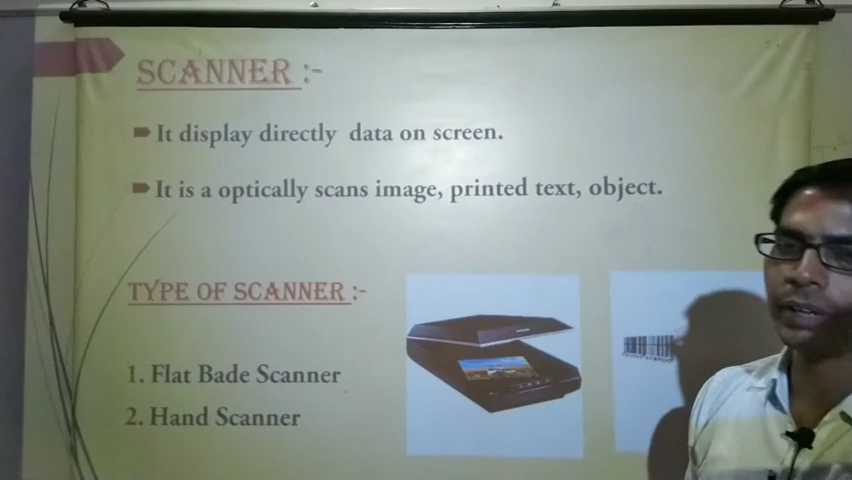 SCANNER :-
It display directly data on screen.
It is a optically scans image, printed text, object.
TYPE OF SCANNER :-
1. Flat Bade Scanner
2. Hand Scanner